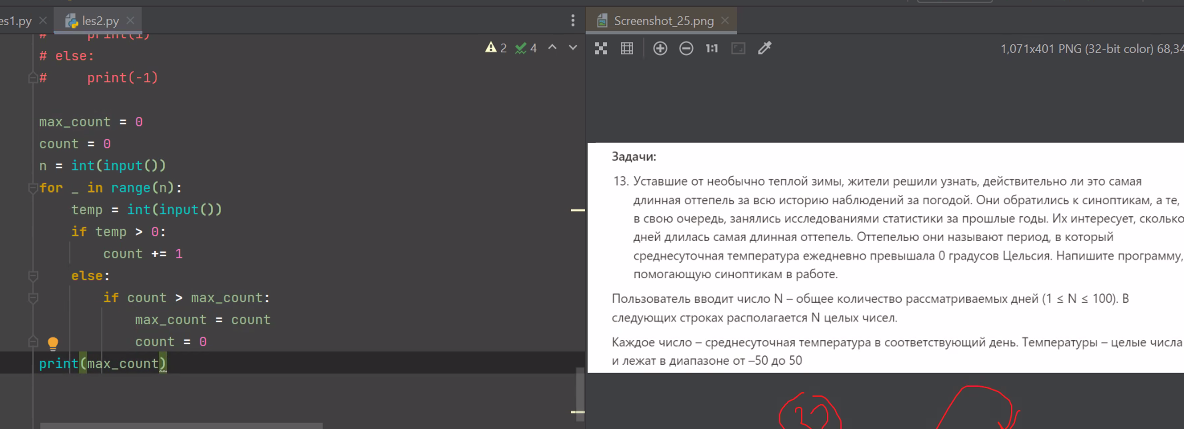 es1.py
les2.py
Screenshot_25.png
# print(1)
# else:
# print(-1)
2 4
1:1
1,071x401 PNG (32-bit color) 68,34
max_count = 0
count = 0
n = int(input())
for _ in range(n):
temp = int(input())
if temp > 0:
count += 1
else:
if count > max_count:
max_count = count
count = 0
print(max_count)
Задачи:
13. Уставшие от необычно теплой зимы, жители решили узнать, действительно ли это самая
длинная оттепель за всю историю наблюдений за погодой. Они обратились к синоптикам, а те,
в свою очередь, занялись исследованиями статистики за прошлые годы. Их интересует, сколько
дней длилась самая длинная оттепель. Оттепелью они называют период, в который
среднесуточная температура ежедневно превышала 0 градусов Цельсия. Напишите программу,
помогающую синоптикам в работе.
Пользователь вводит число N – общее количество рассматриваемых дней (1 ≤ N ≤ 100). В
следующих строках располагается N целых чисел.
Каждое число – среднесуточная температура в соответствующий день. Температуры – целые числа
и лежат в диапазоне от –50 до 50